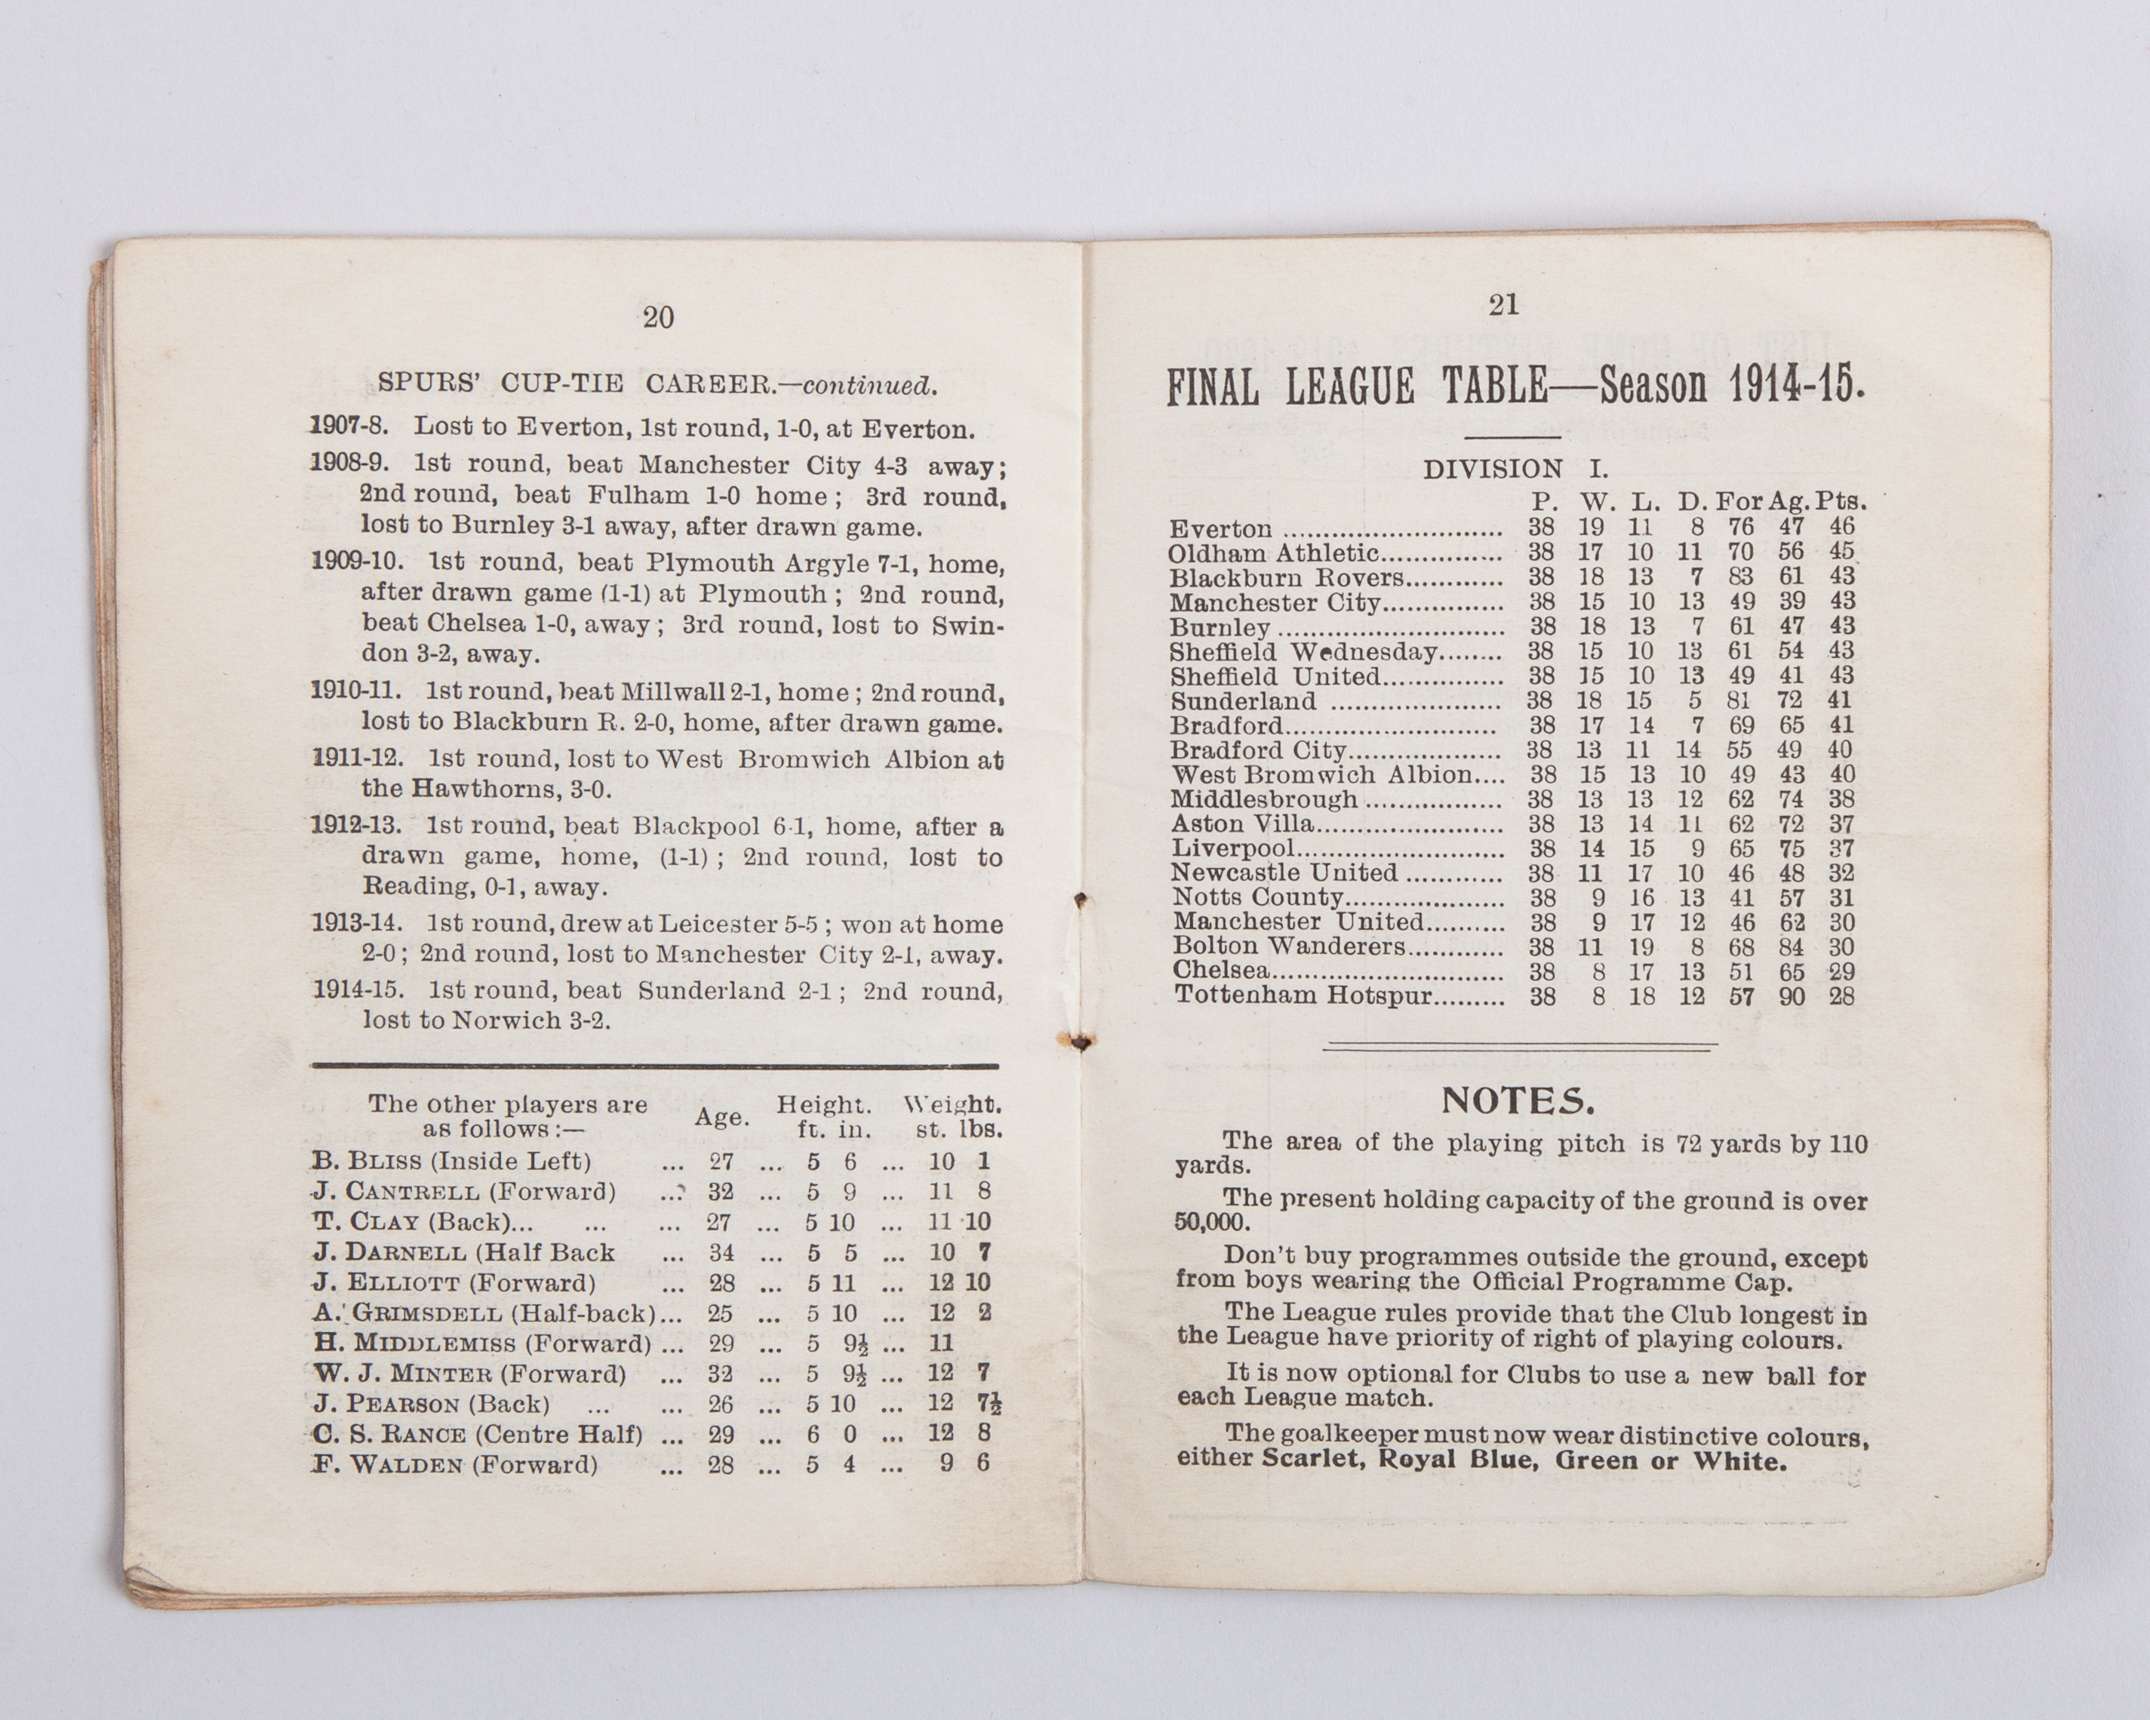 20
SPURS' CUP-TIE CAREER.—continued.
1907-8. Lost to Everton, 1st round, 1-0, at Everton.
1908-9. 1st round, beat Manchester City 4-3 away;
2nd round, beat Fulham 1-0 home; 3rd round,
lost to Burnley 3-1 away, after drawn game.
1909-10. 1st round, beat Plymouth Argyle 7-1, home,
after drawn game (1-1) at Plymouth; 2nd round,
beat Chelsea 1-0, away; 3rd round, lost to Swin-
don 3-2, away.
1910-11. 1st round, beat Millwall 2-1, home; 2nd round,
lost to Blackburn R. 2-0, home, after drawn game.
1911-12. 1st round, lost to West Bromwich Albion at
the Hawthorns, 3-0.
1912-13. 1st round, beat Blackpool 6-1, home, after a
drawn game, home, (1-1); 2nd round, lost to
Reading, 0-1, away.
1913-14. 1st round, drew at Leicester 5-5; won at home
2-0; 2nd round, lost to Manchester City 2-1, away.
1914-15. 1st round, beat Sunderland 2-1; 2nd round,
lost to Norwich 3-2.
The other players are Age. Height. Weight.
as follows:— ft. in. st. lbs.
B. BLISS (Inside Left) ... 27 ... 5 6 ... 10 1
J. CANTRELL (Forward) ... 32 ... 5 9 ... 11 8
T. CLAY (Back)... ... ... 27 ... 5 10 ... 11 10
J. DARNELL (Half Back ... 34 ... 5 5 ... 10 7
J. ELLIOTT (Forward) ... 28 ... 5 11 ... 12 10
A. GRIMSDELL (Half-back)... 25 ... 5 10 ... 12 2
H. MIDDLEMISS (Forward) ... 29 ... 5 9½ ... 11
W. J. MINTER (Forward) ... 32 ... 5 9½ ... 12 7
J. PEARSON (Back) ... ... 26 ... 5 10 ... 12 7½
C. S. RANCE (Centre Half) ... 29 ... 6 0 ... 12 8
F. WALDEN (Forward) ... 28 ... 5 4 ... 9 6
21
FINAL LEAGUE TABLE—Season 1914-15.
DIVISION I.
P. W. L. D. For Ag. Pts.
Everton ........................... 38 19 11 8 76 47 46
Oldham Athletic............... 38 17 10 11 70 56 45
Blackburn Rovers............ 38 18 13 7 83 61 43
Manchester City............... 38 15 10 13 49 39 43
Burnley ............................ 38 18 13 7 61 47 43
Sheffield Wednesday........ 38 15 10 13 61 54 43
Sheffield United............... 38 15 10 13 49 41 43
Sunderland ..................... 38 18 15 5 81 72 41
Bradford.......................... 38 17 14 7 69 65 41
Bradford City................... 38 13 11 14 55 49 40
West Bromwich Albion.... 38 15 13 10 49 43 40
Middlesbrough ................. 38 13 13 12 62 74 38
Aston Villa....................... 38 13 14 11 62 72 37
Liverpool.......................... 38 14 15 9 65 75 37
Newcastle United ............ 38 11 17 10 46 48 32
Notts County.................... 38 9 16 13 41 57 31
Manchester United.......... 38 9 17 12 46 62 30
Bolton Wanderers............ 38 11 19 8 68 84 30
Chelsea............................. 38 8 17 13 51 65 29
Tottenham Hotspur......... 38 8 18 12 57 90 28
NOTES.
The area of the playing pitch is 72 yards by 110
yards.
The present holding capacity of the ground is over
50,000.
Don't buy programmes outside the ground, except
from boys wearing the Official Programme Cap.
The League rules provide that the Club longest in
the League have priority of right of playing colours.
It is now optional for Clubs to use a new ball for
each League match.
The goalkeeper must now wear distinctive colours,
either Scarlet, Royal Blue, Green or White.